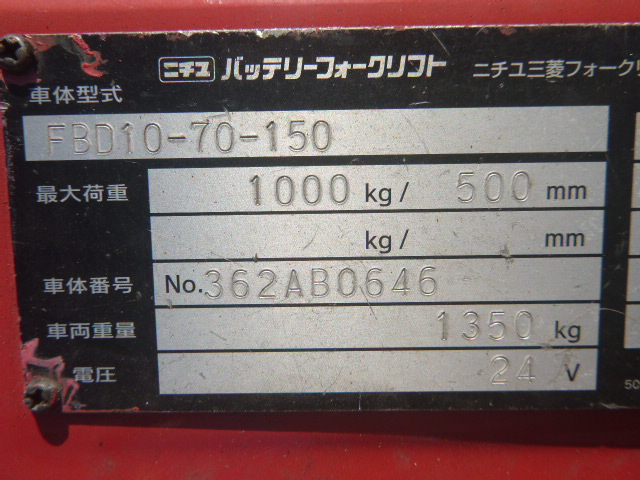 ニチユ バッテリーフォークリフト ニチユ三菱フォークリ
車体型式
FBD10-70-150
最大荷重 1000 kg/ 500 mm
kg/ mm
車体番号 No.362AB0646
車両重量 1350 kg
電圧 24 V
50